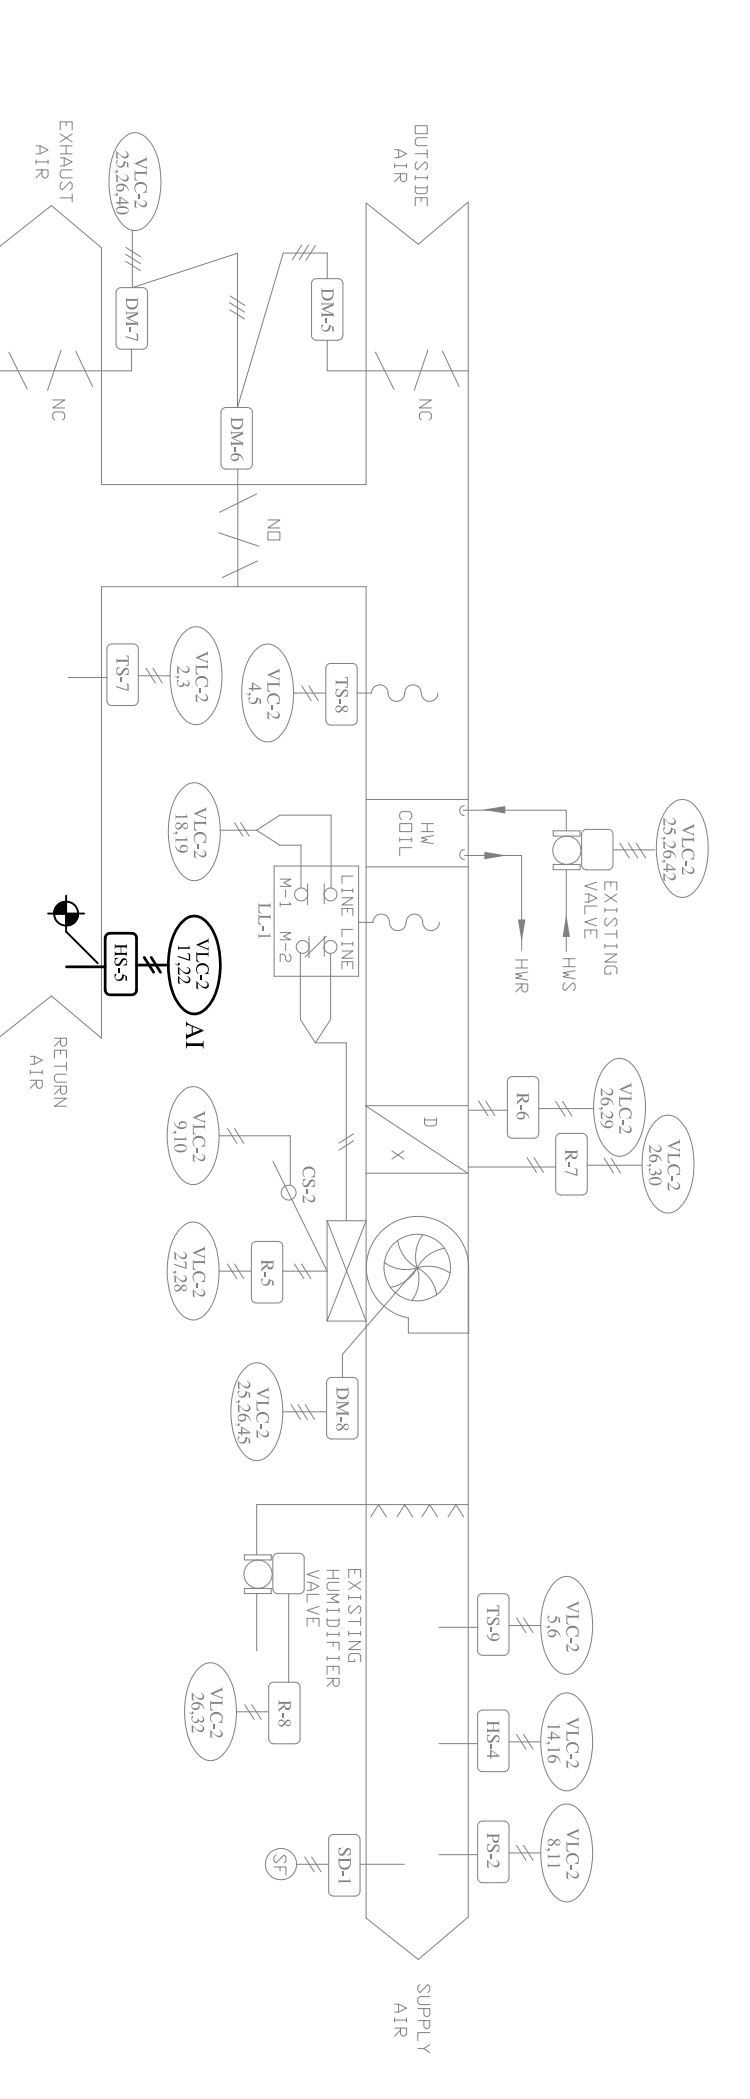 OUTSIDE
AIR
EXHAUST
AIR
VLC-2
25,26,40
DM-7
DM-5
DM-6
NC
NC
NO
TS-7
VLC-2
2,3
VLC-2
4,5
TS-8
HW
COIL
VLC-2
25,26,42
EXISTING
VALVE
HWS
HWR
VLC-2
18,19
LINE LINE
M-1 M-2
LL-1
HS-5
VLC-2
17,22
AI
RETURN
AIR
VLC-2
26,29
R-6
VLC-2
26,30
R-7
D
X
VLC-2
9,10
CS-2
VLC-2
27,28
R-5
DM-8
VLC-2
25,26,45
EXISTING
HUMIDIFIER
VALVE
R-8
VLC-2
26,32
VLC-2
5,6
TS-9
VLC-2
14,16
HS-4
VLC-2
8,11
PS-2
SD-1
SF
SUPPLY
AIR